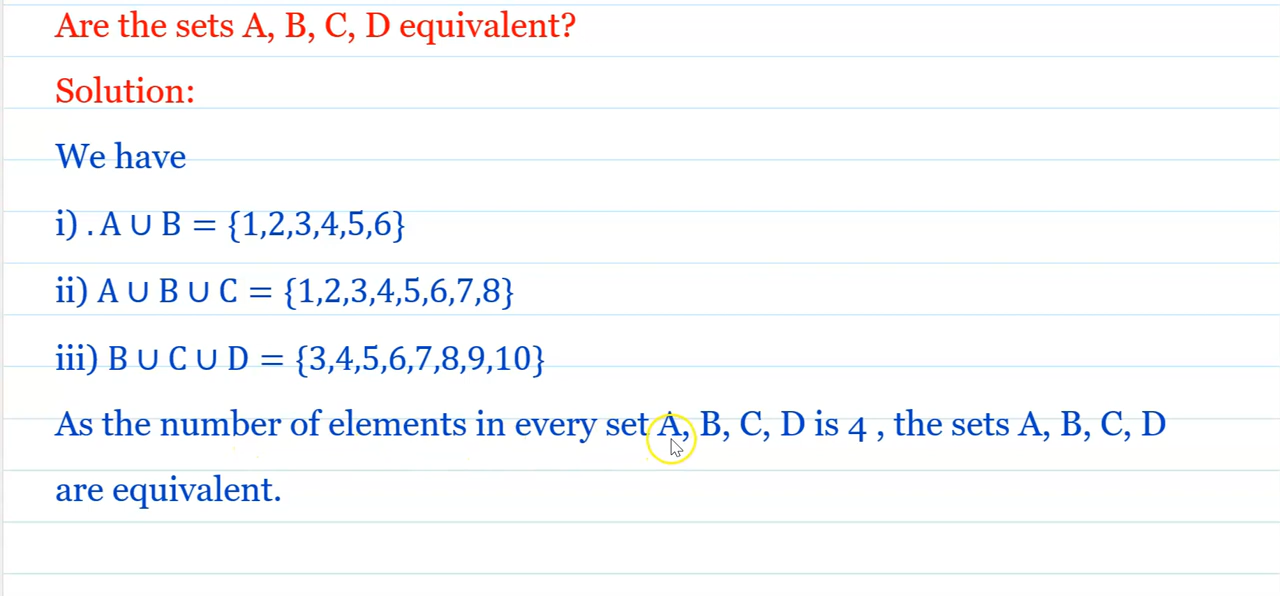 Are the sets A, B, C, D equivalent?
Solution:
We have
i) . A ∪ B = {1,2,3,4,5,6}
ii) A ∪ B ∪ C = {1,2,3,4,5,6,7,8}
iii) B ∪ C ∪ D = {3,4,5,6,7,8,9,10}
As the number of elements in every set A, B, C, D is 4 , the sets A, B, C, D
are equivalent.